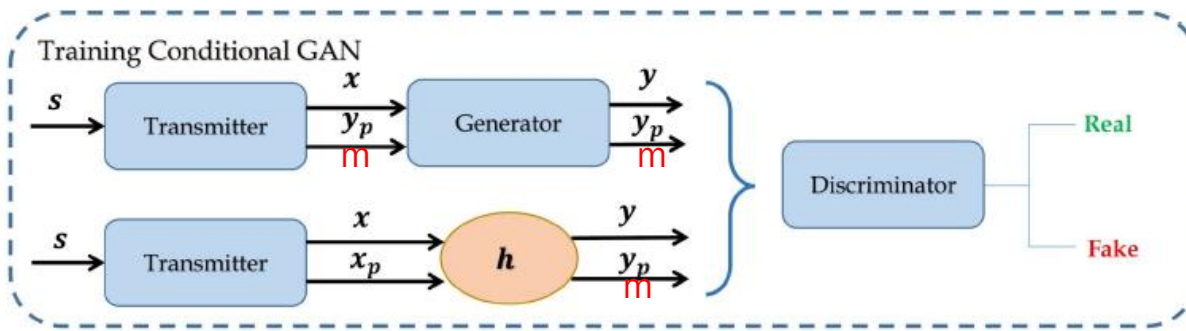 Training Conditional GAN
s
Transmitter
x
y_p
m
Generator
y
y_p
m
s
Transmitter
x
x_p
h
y
y_p
m
Discriminator
Real
Fake